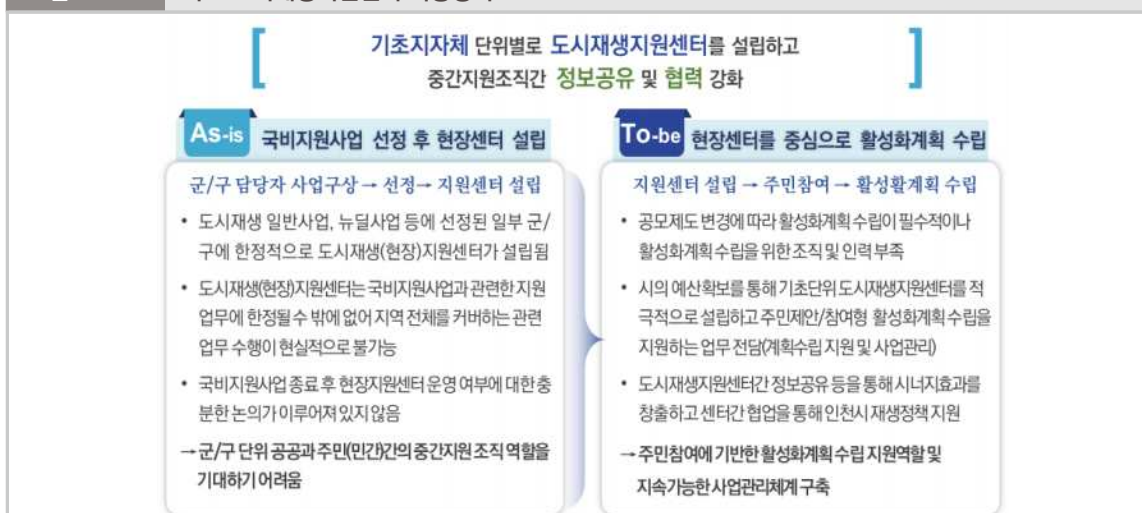 기초지자체 단위별로 도시재생지원센터를 설립하고
중간지원조직간 정보공유 및 협력 강화
As-is 국비지원사업 선정 후 현장센터 설립
군/구 담당자 사업구상 → 선정 → 지원센터 설립
• 도시재생 일반사업, 뉴딜사업 등에 선정된 일부 군/
구에 한정적으로 도시재생(현장)지원센터가 설립됨
• 도시재생(현장)지원센터는 국비지원사업과 관련한 지원
업무에 한정될 수 밖에 없어 지역 전체를 커버하는 관련
업무 수행이 현실적으로 불가능
• 국비지원사업 종료 후 현장지원센터 운영 여부에 대한 충
분한 논의가 이루어져 있지 않음
→ 군/구 단위 공공과 주민(민간)간의 중간지원 조직 역할을
기대하기 어려움
To-be 현장센터를 중심으로 활성화계획 수립
지원센터 설립 → 주민참여 → 활성활계획 수립
• 공모제도 변경에 따라 활성화계획 수립이 필수적이나
활성화계획 수립을 위한 조직 및 인력 부족
• 시의 예산확보를 통해 기초단위 도시재생지원센터를 적
극적으로 설립하고 주민제안/참여형 활성화계획 수립을
지원하는 업무 전담(계획수립 지원 및 사업관리)
• 도시재생지원센터간 정보공유 등을 통해 시너지효과를
창출하고 센터간 협업을 통해 인천시 재생정책 지원
→ 주민참여에 기반한 활성화계획 수립 지원역할 및
지속가능한 사업관리체계 구축